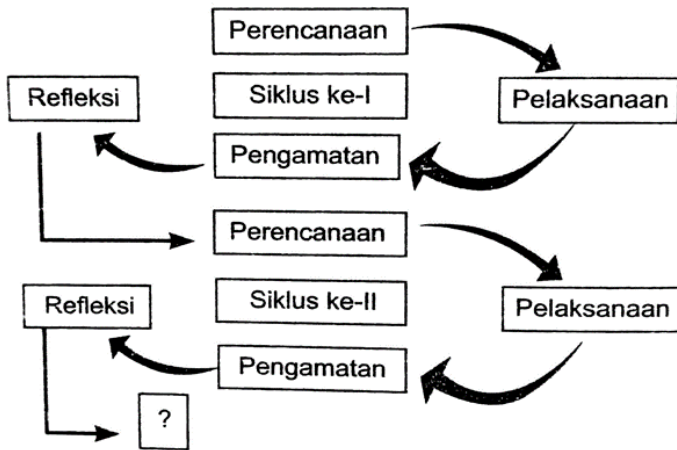 Perencanaan
Siklus ke-I
Refleksi
Pelaksanaan
Pengamatan
Perencanaan
Siklus ke-II
Refleksi
Pelaksanaan
Pengamatan
?